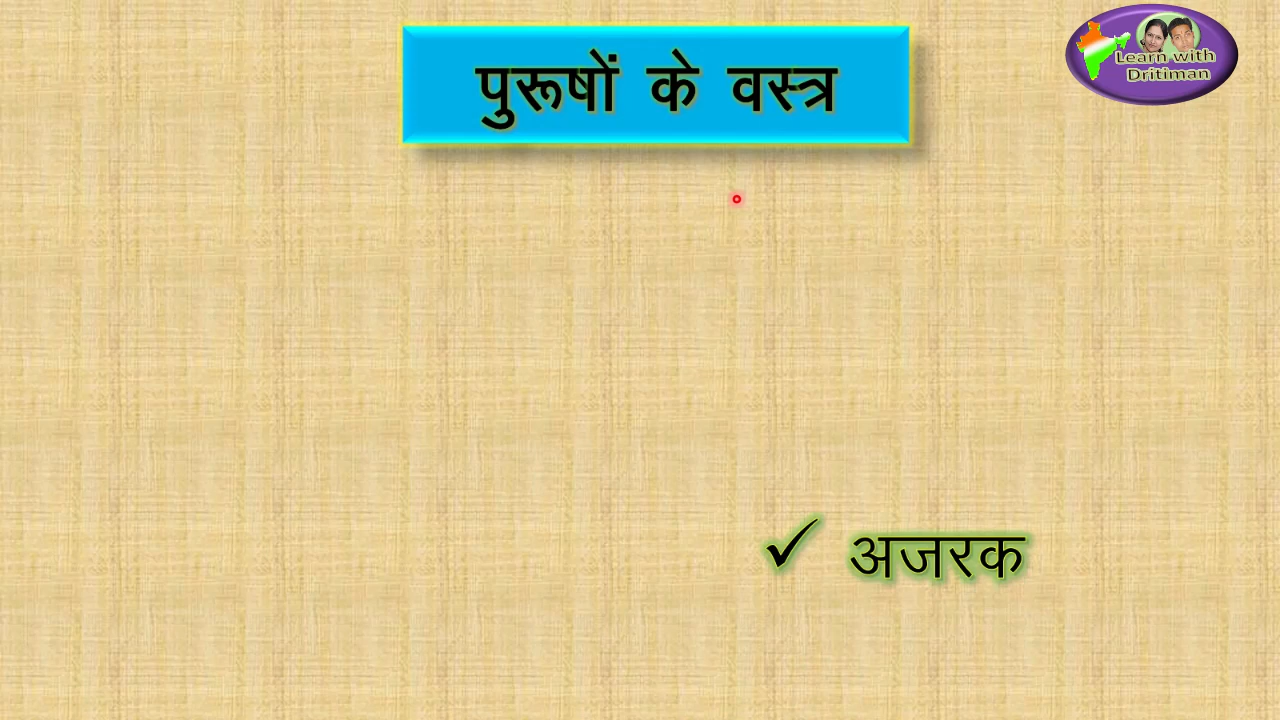 पुरूषों के वस्त्र
Learn with
Dritiman
✓ अजरक